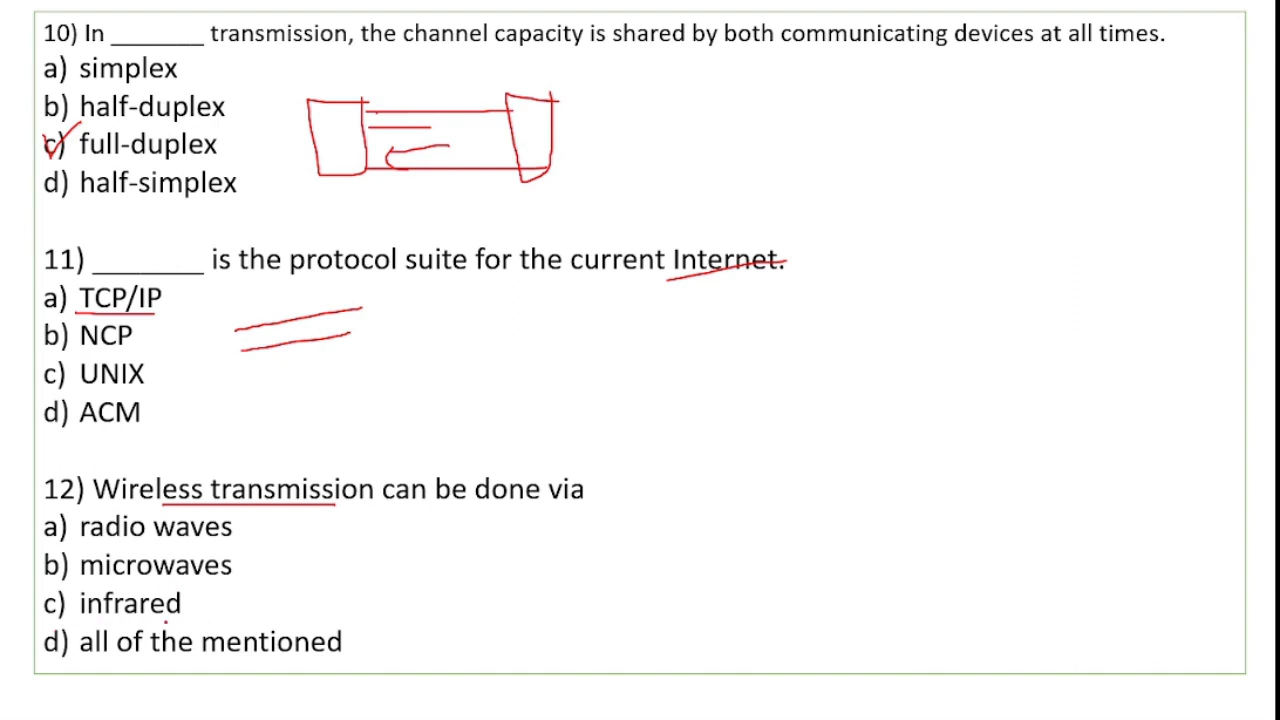 10) In _______ transmission, the channel capacity is shared by both communicating devices at all times.
a) simplex
b) half-duplex
c) full-duplex
d) half-simplex
11) _______ is the protocol suite for the current Internet.
a) TCP/IP
b) NCP
c) UNIX
d) ACM
12) Wireless transmission can be done via
a) radio waves
b) microwaves
c) infrared
d) all of the mentioned